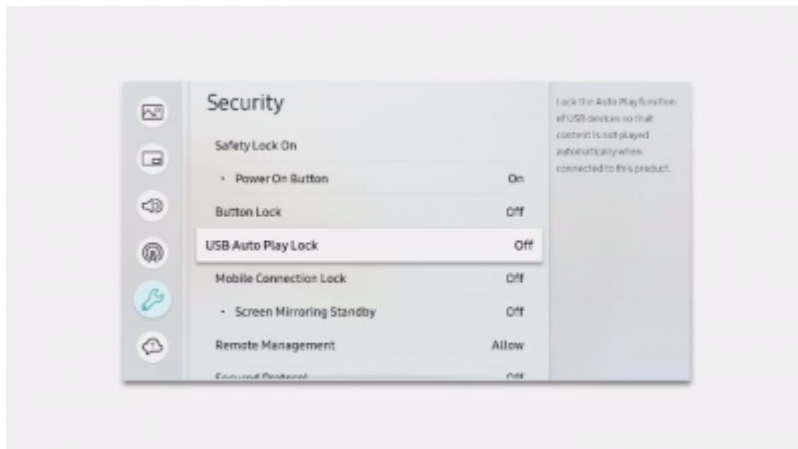 Security
Safety Lock On
· Power On Button On
Button Lock Off
USB Auto Play Lock Off
Mobile Connection Lock Off
· Screen Mirroring Standby Off
Remote Management Allow
Secured Protocol Off
Lock the Auto Play function
of USB devices so that
content is not played
automatically when
connected to this product.